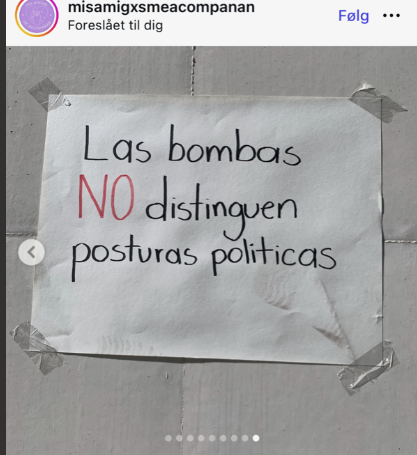 misamigxsmeacompanan
Foreslået til dig
Følg
Las bombas
NO distinguen
posturas politicas